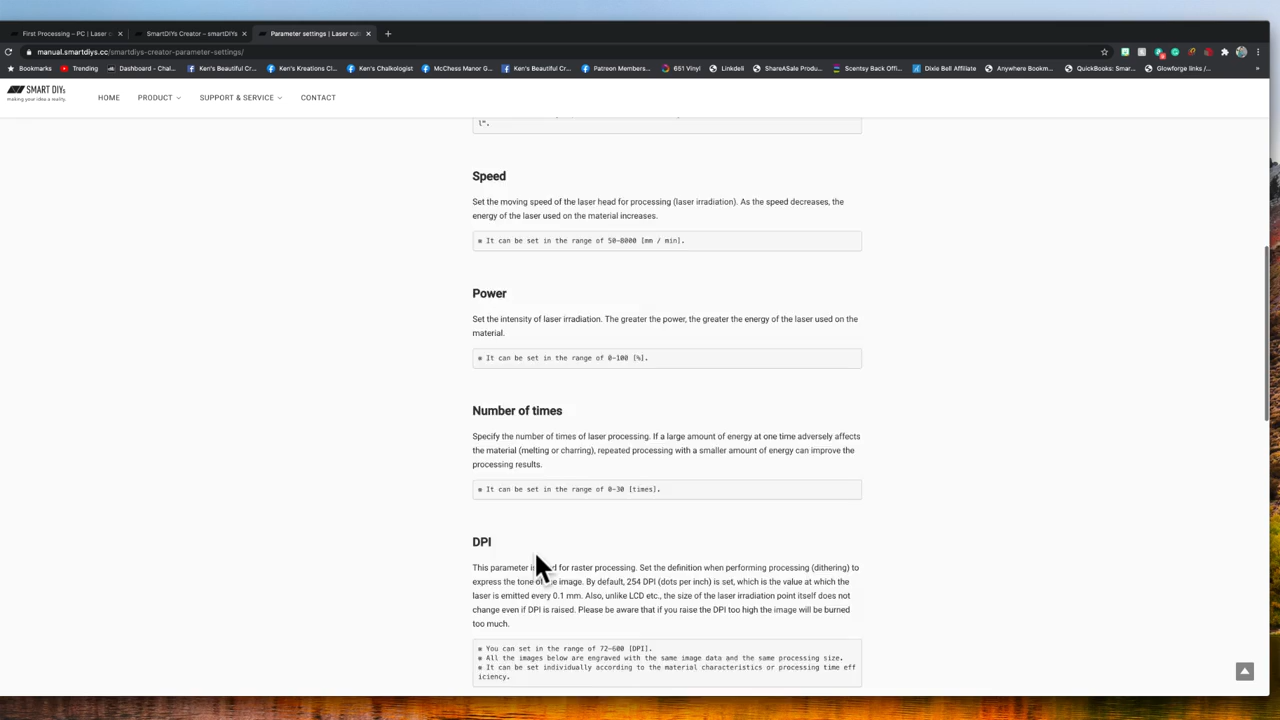 First Processing – PC | Laser c
SmartDIYs Creator – smartDIYs
Parameter settings | Laser cut
manual.smartdiys.cc/smartdiys-creator-parameter-settings/
Bookmarks
Trending
Dashboard - Chal...
Ken's Beautiful Cr...
Ken's Kreations Cl...
Ken's Chalkologist
McChess Manor G...
Ken's Beautiful Cr...
Patreon Members...
651 Vinyl
Linkdell
ShareASale Produ...
Scentsy Back Offi...
Dixie Bell Affiliate
Anywhere Bookm...
QuickBooks: Smar...
Glowforge links /...
»
SMART DIYs
making your idea a reality.
HOME
PRODUCT
SUPPORT & SERVICE
CONTACT
l".
Speed
Set the moving speed of the laser head for processing (laser irradiation). As the speed decreases, the
energy of the laser used on the material increases.
※ It can be set in the range of 50-8000 [mm / min].
Power
Set the intensity of laser irradiation. The greater the power, the greater the energy of the laser used on the
material.
※ It can be set in the range of 0-100 [%].
Number of times
Specify the number of times of laser processing. If a large amount of energy at one time adversely affects
the material (melting or charring), repeated processing with a smaller amount of energy can improve the
processing results.
※ It can be set in the range of 0-30 [times].
DPI
This parameter is d for raster processing. Set the definition when performing processing (dithering) to
express the tone of the image. By default, 254 DPI (dots per inch) is set, which is the value at which the
laser is emitted every 0.1 mm. Also, unlike LCD etc., the size of the laser irradiation point itself does not
change even if DPI is raised. Please be aware that if you raise the DPI too high the image will be burned
too much.
※ You can set in the range of 72-600 [DPI].
※ All the images below are engraved with the same image data and the same processing size.
※ It can be set individually according to the material characteristics or processing time eff
iciency.